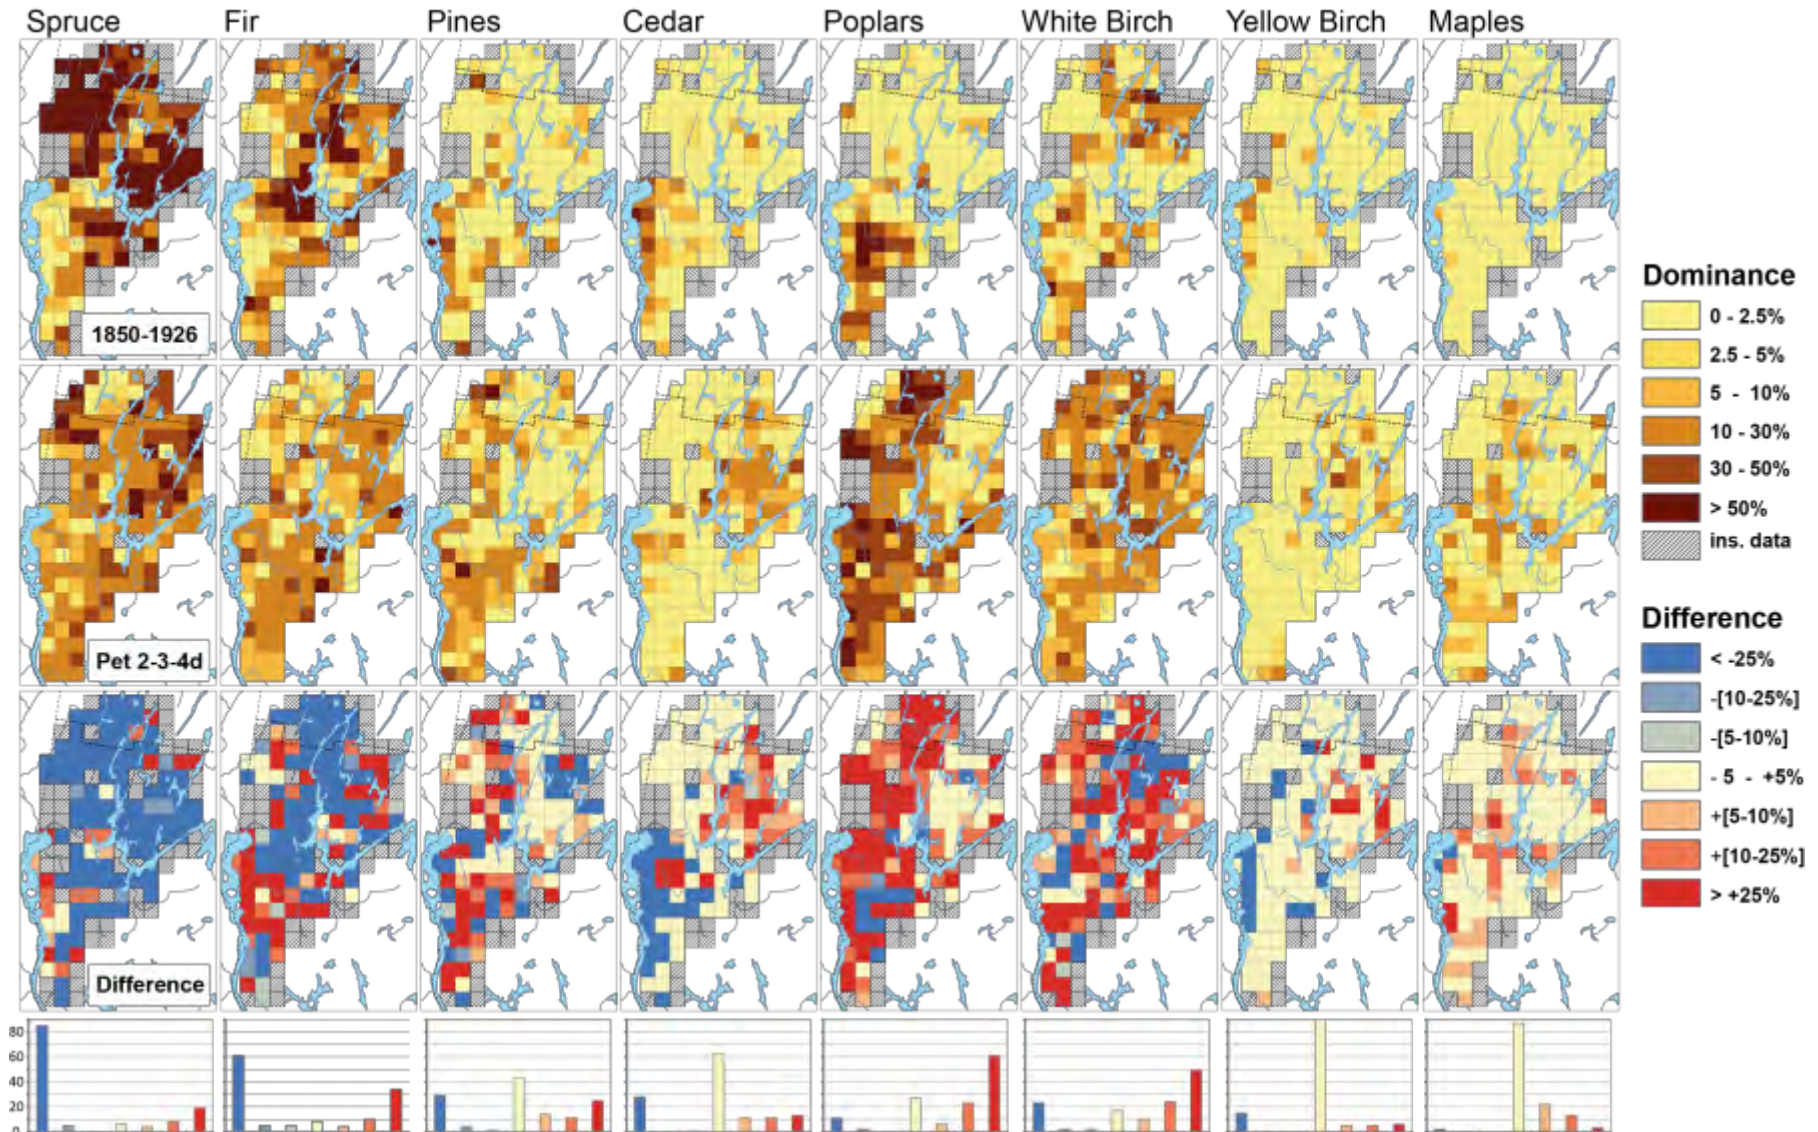 Spruce Fir Pines Cedar Poplars White Birch Yellow Birch Maples
1850-1926
Pet 2-3-4d
Difference
Dominance
0 - 2.5%
2.5 - 5%
5 - 10%
10 - 30%
30 - 50%
> 50%
ins. data
Difference
< -25%
-[10-25%]
-[5-10%]
- 5 - +5%
+[5-10%]
+[10-25%]
> +25%
80
60
40
20
0